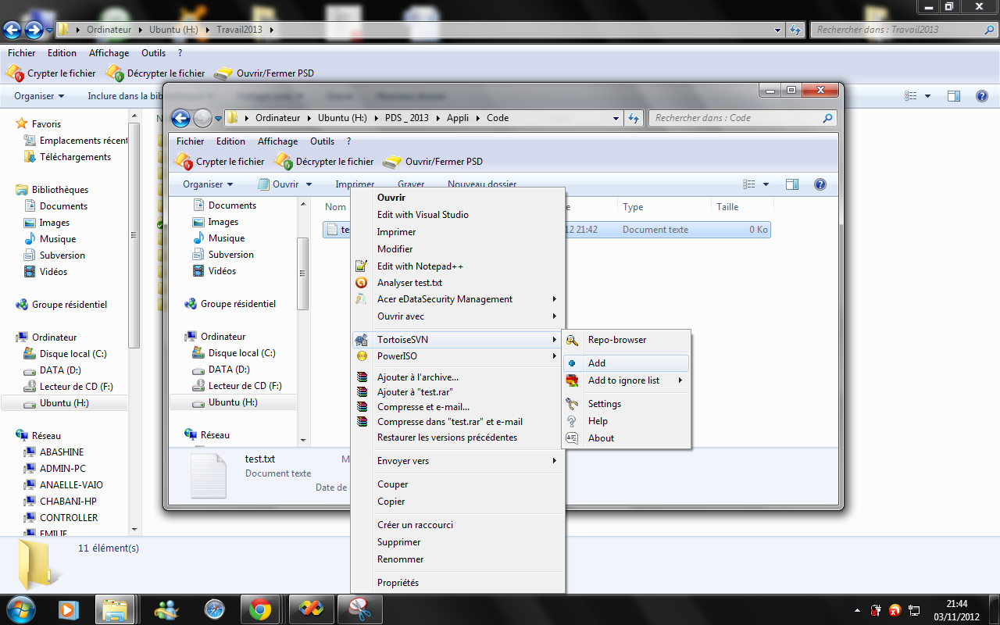 Ordinateur Ubuntu (H:) Travail2013
Rechercher dans : Travail2013
Fichier Edition Affichage Outils ?
Crypter le fichier Décrypter le fichier Ouvrir/Fermer PSD
Organiser Inclure dans la bib
Favoris
Emplacements récent
Téléchargements
Bibliothèques
Documents
Images
Musique
Subversion
Vidéos
Groupe résidentiel
Ordinateur
Disque local (C:)
DATA (D:)
Lecteur de CD (F:)
Ubuntu (H:)
Réseau
ABASHINE
ADMIN-PC
ANAELLE-VAIO
CHABANI-HP
CONTROLLER
EMILIE
11 élément(s)
Ordinateur Ubuntu (H:) PDS _ 2013 Appli Code
Rechercher dans : Code
Fichier Edition Affichage Outils ?
Crypter le fichier Décrypter le fichier Ouvrir/Fermer PSD
Organiser Ouvrir Imprimer Graver Nouveau dossier
Documents
Images
Musique
Subversion
Vidéos
Groupe résidentiel
Ordinateur
Disque local (C:)
DATA (D:)
Lecteur de CD (F:)
Ubuntu (H:)
Réseau
Nom Type Taille
te 12 21:42 Document texte 0 Ko
test.txt
Document texte
Date de
Ouvrir
Edit with Visual Studio
Imprimer
Modifier
Edit with Notepad++
Analyser test.txt
Acer eDataSecurity Management
Ouvrir avec
TortoiseSVN
PowerISO
Ajouter à l'archive...
Ajouter à "test.rar"
Compresse et e-mail...
Compresse dans "test.rar" et e-mail
Restaurer les versions précédentes
Envoyer vers
Couper
Copier
Créer un raccourci
Supprimer
Renommer
Propriétés
Repo-browser
Add
Add to ignore list
Settings
Help
About
21:44
03/11/2012